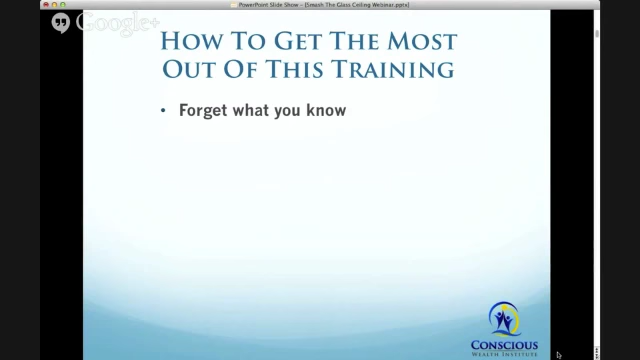 PowerPoint Slide Show - [Smash The Glass Ceiling Webinar.pptx]
Google+
HOW TO GET THE MOST
OUT OF THIS TRAINING
• Forget what you know
CONSCIOUS
WEALTH INSTITUTE